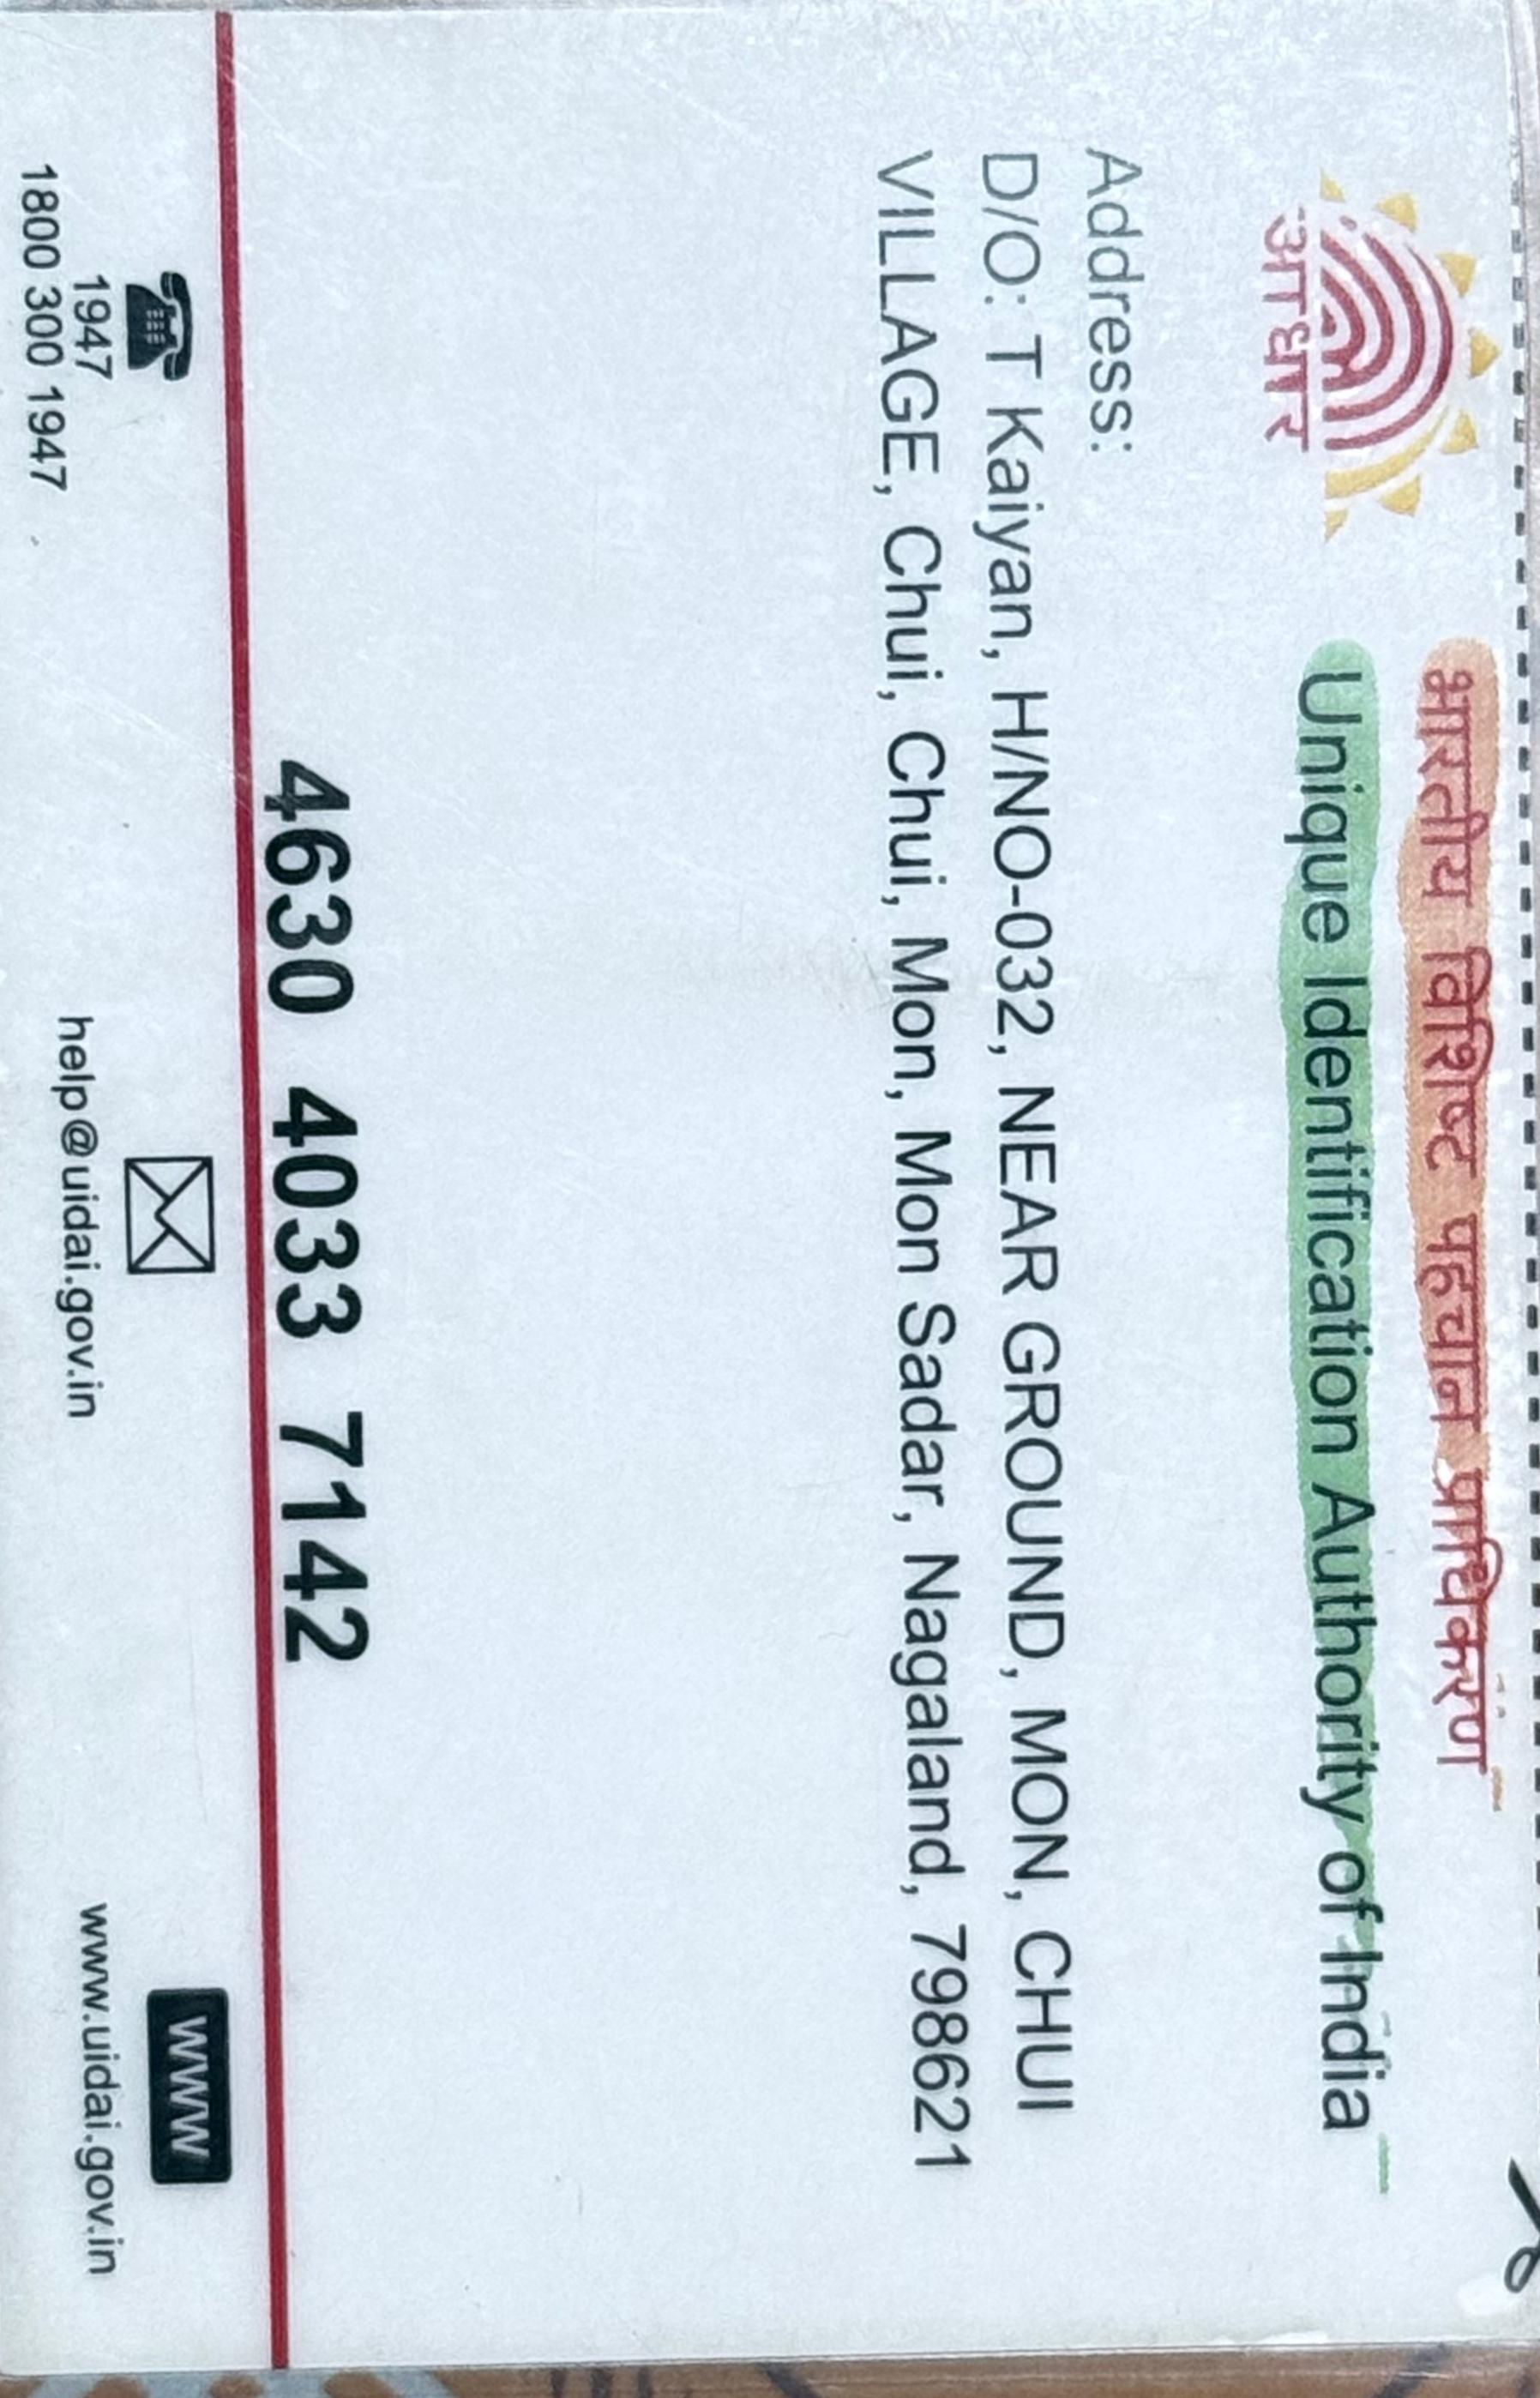 भारतीय विशिष्ट पहचान प्राधिकरण
Unique Identification Authority of India
आधार
Address:
D/O: T Kaiyan, H/NO-032, NEAR GROUND, MON, CHUI
VILLAGE, Chui, Chui, Mon, Mon Sadar, Nagaland, 798621
4630 4033 7142
1947
1800 300 1947
help@uidai.gov.in
WWW
www.uidai.gov.in